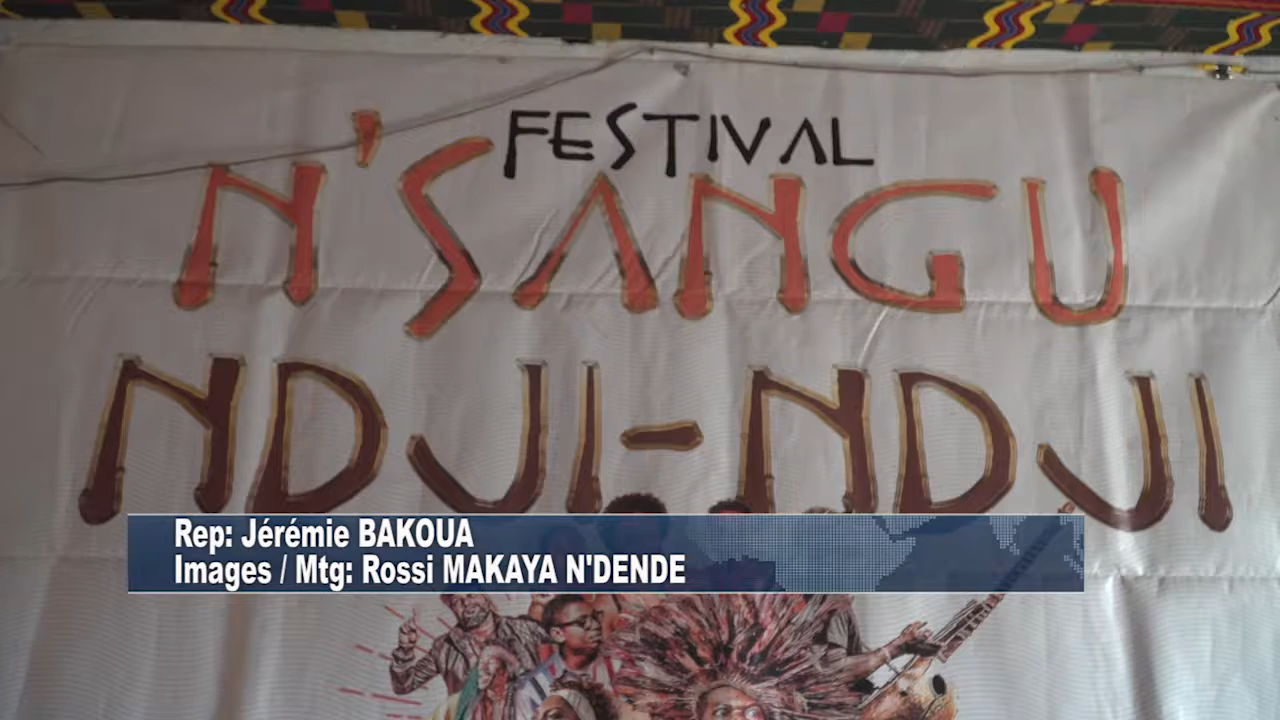 FESTIVAL
N'SANGU
NDJI-NDJI
Rep: Jérémie BAKOUA
Images / Mtg: Rossi MAKAYA N'DENDE